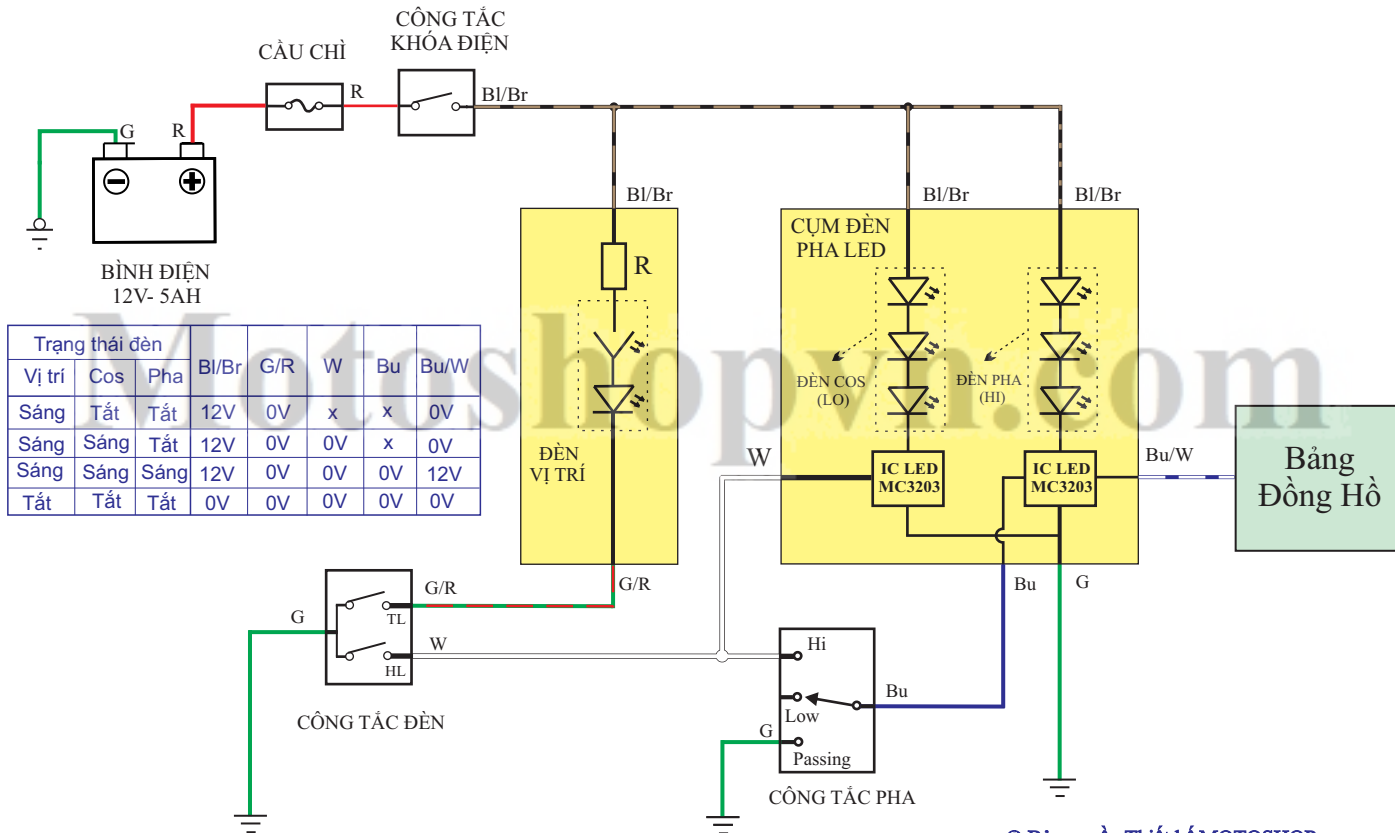 CÔNG TẮC
KHÓA ĐIỆN
CẦU CHÌ
R
Bl/Br
G
R
BÌNH ĐIỆN
12V- 5AH
Bl/Br
Bl/Br
Bl/Br
R
ĐÈN
VỊ TRÍ
CỤM ĐÈN
PHA LED
ĐÈN COS
(LO)
ĐÈN PHA
(HI)
IC LED
MC3203
IC LED
MC3203
W
Bu/W
Bảng
Đồng Hồ
Motoshopvn.com
Trạng thái đèn Bl/Br G/R W Bu Bu/W
Vị trí Cos Pha
Sáng Tắt Tắt 12V 0V x x 0V
Sáng Sáng Tắt 12V 0V 0V x 0V
Sáng Sáng Sáng 12V 0V 0V 0V 12V
Tắt Tắt Tắt 0V 0V 0V 0V 0V
G/R
G/R
Bu
G
G
TL
W
HL
CÔNG TẮC ĐÈN
Hi
Low
Bu
G
Passing
CÔNG TẮC PHA
MOTOSHOP